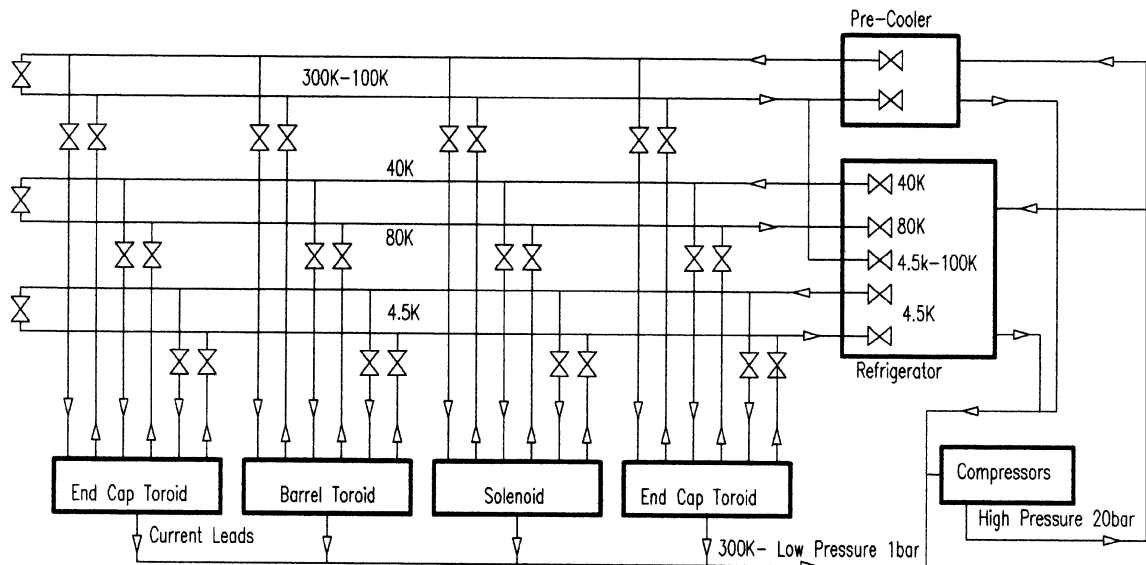 Pre-Cooler
300K-100K
40K
40K
80K
80K
4.5k-100K
4.5K
4.5K
Refrigerator
End Cap Toroid
Barrel Toroid
Solenoid
End Cap Toroid
Compressors
Current Leads
High Pressure 20bar
300K- Low Pressure 1bar